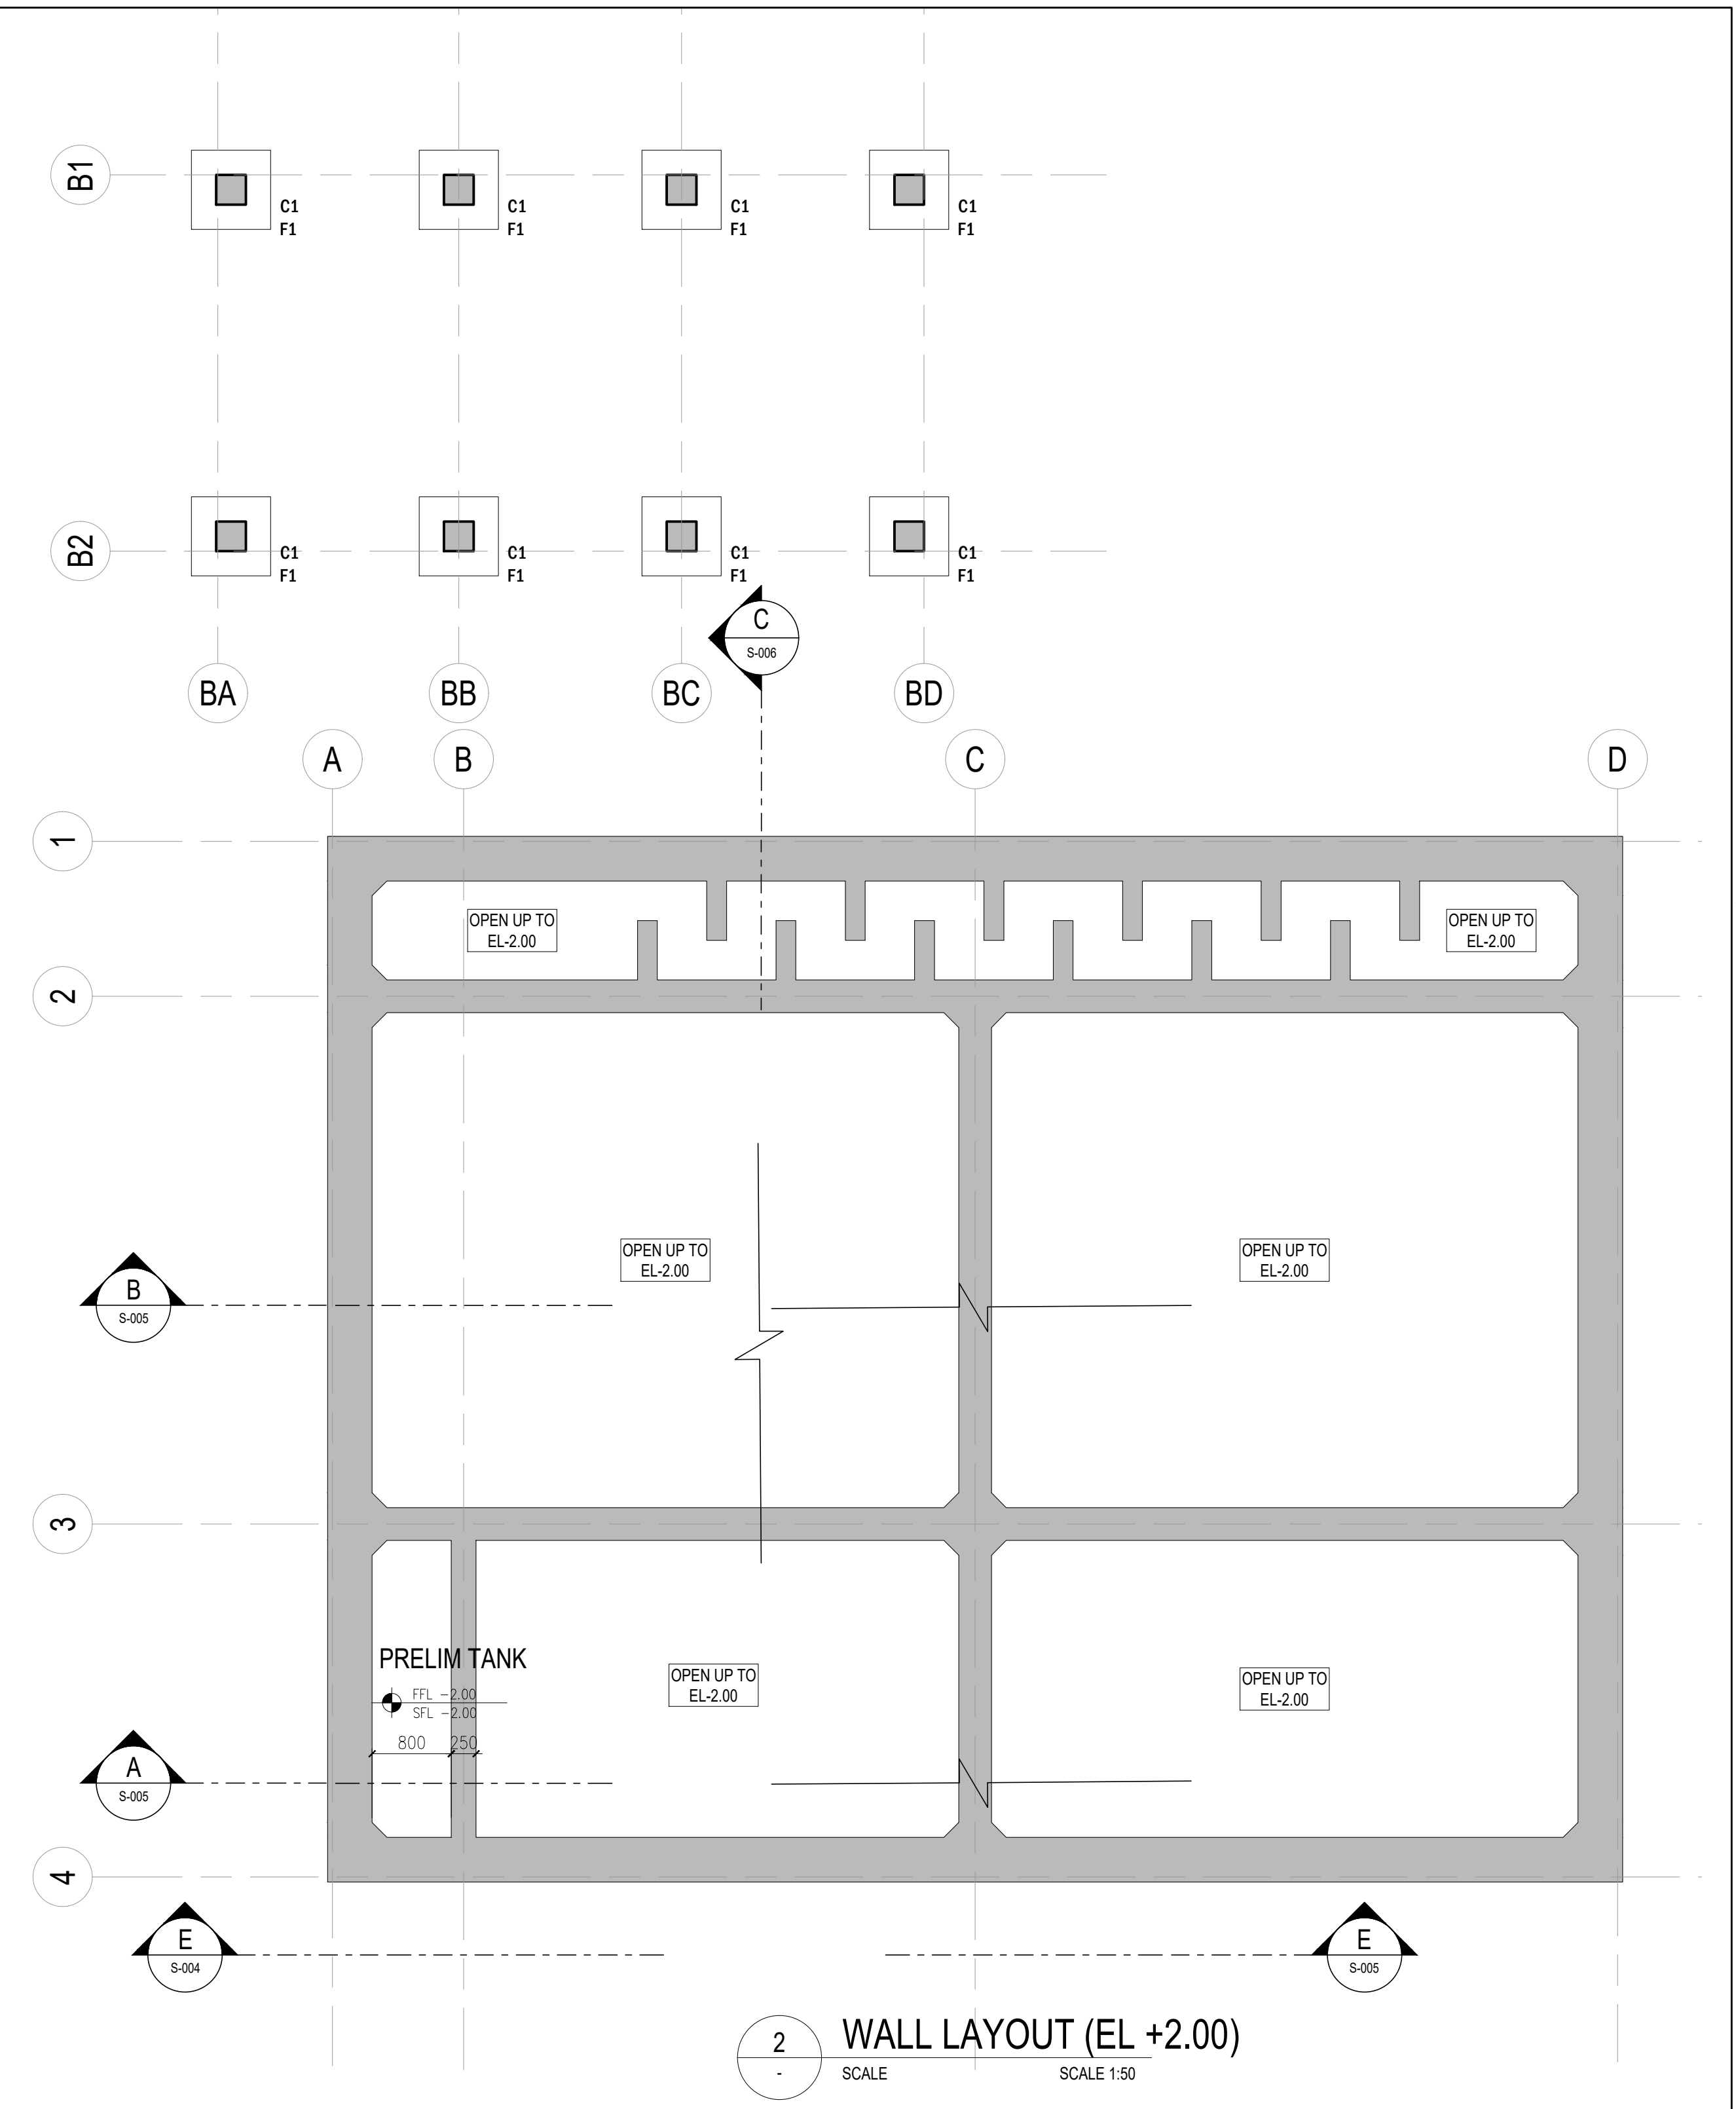 B1
C1
F1
C1
F1
C1
F1
C1
F1
B2
C1
F1
C1
F1
C1
F1
C1
F1
C
S-006
BA
BB
BC
BD
A
B
C
D
1
OPEN UP TO
EL-2.00
OPEN UP TO
EL-2.00
2
OPEN UP TO
EL-2.00
OPEN UP TO
EL-2.00
B
S-005
3
PRELIM TANK
FFL -2.00
SFL -2.00
800
250
OPEN UP TO
EL-2.00
OPEN UP TO
EL-2.00
A
S-005
4
E
S-004
E
S-005
2
-
WALL LAYOUT (EL +2.00)
SCALE
SCALE 1:50